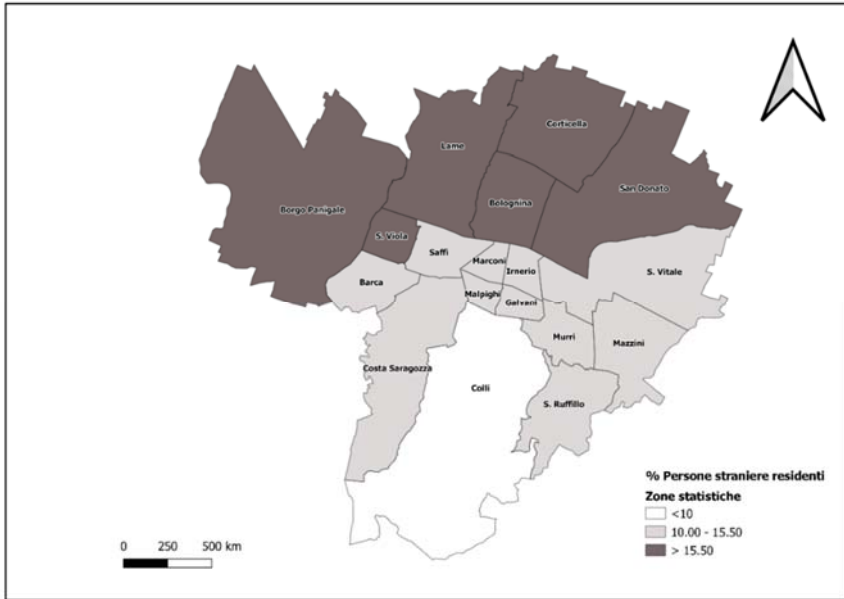 Corticella
Lame
San Donato
Bolognina
Borgo Panigale
S. Viola
Saffi
Marconi
Irnerio
S. Vitale
Barca
Malpighi
Galvani
Murri
Mazzini
Costa Saragozza
Colli
S. Ruffillo
% Persone straniere residenti
Zone statistiche
<10
10.00 - 15.50
> 15.50
0 250 500 km